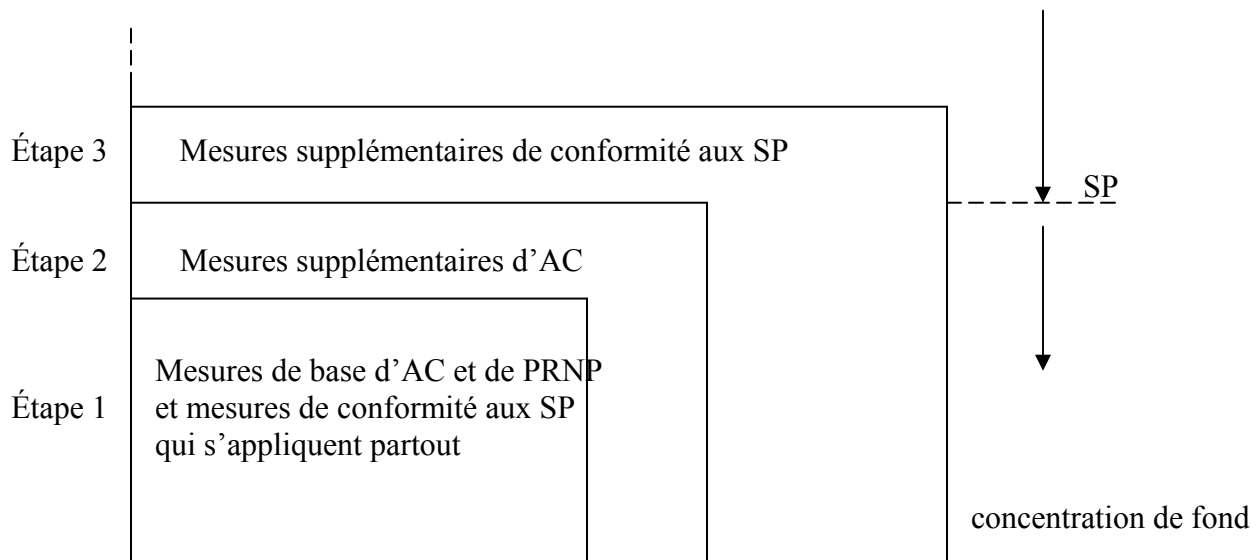 Étape 3
Mesures supplémentaires de conformité aux SP
SP
Étape 2
Mesures supplémentaires d’AC
Étape 1
Mesures de base d’AC et de PRNP
et mesures de conformité aux SP
qui s’appliquent partout
concentration de fond